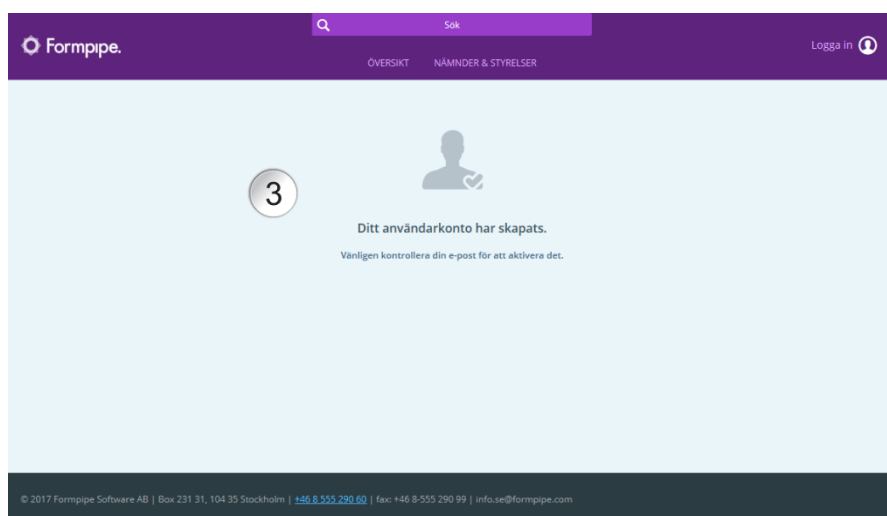 Sök
Formpipe.
Logga in
ÖVERSIKT NÄMNDER & STYRELSER
3
Ditt användarkonto har skapats.
Vänligen kontrollera din e-post för att aktivera det.
© 2017 Formpipe Software AB | Box 231 31, 104 35 Stockholm | +46 8 555 290 60 | fax: +46 8-555 290 99 | info.se@formpipe.com